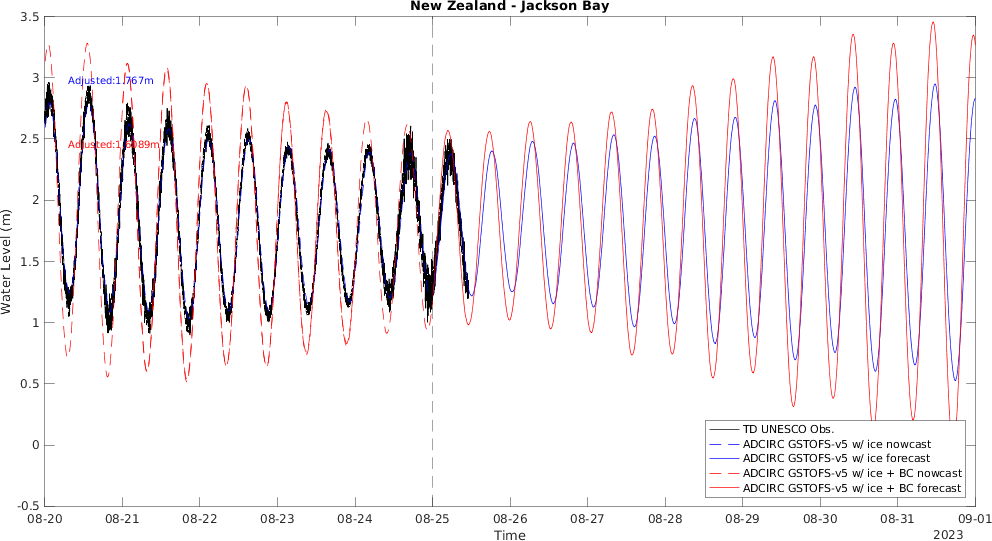 New Zealand - Jackson Bay
3.5
3
2.5
2
1.5
1
0.5
0
-0.5
Water Level (m)
Adjusted:1.767m
TD UNESCO Obs.
ADCIRC GSTOFS-v5 w/ ice nowcast
ADCIRC GSTOFS-v5 w/ ice forecast
ADCIRC GSTOFS-v5 w/ ice + BC nowcast
ADCIRC GSTOFS-v5 w/ ice + BC forecast
08-20 08-21 08-22 08-23 08-24 08-25 08-26 08-27 08-28 08-29 08-30 08-31 09-01
Time
2023